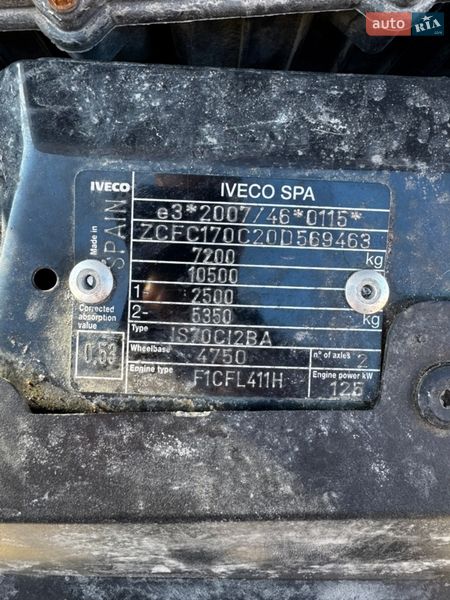 auto RIA
.com
IVECO IVECO SPA
Made in SPAIN
e3*2007/46*0115*
ZCFC170C20D569463
7200 kg
10500
1- 2500
2- 5350 kg
Corrected absorption value
0.53
Type IS70CI2BA
Wheelbase 4750 n° of axles 2
Engine type F1CFL411H Engine power kW 125